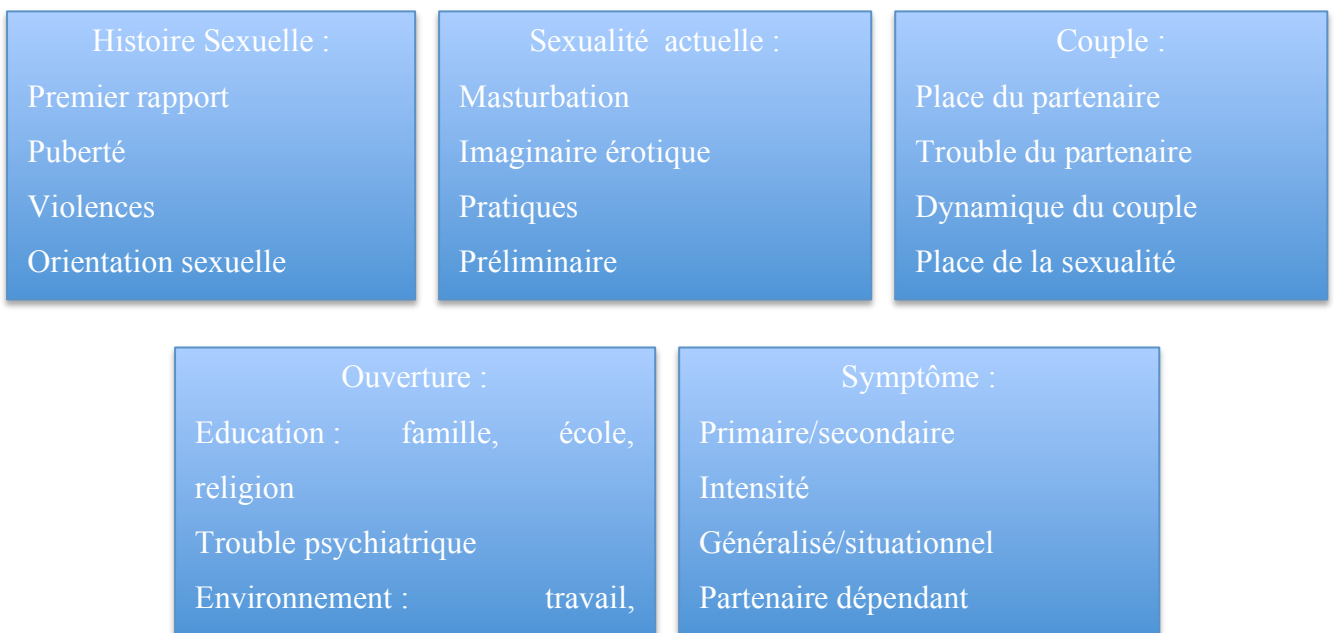 Histoire Sexuelle :
Premier rapport
Puberté
Violences
Orientation sexuelle
Sexualité actuelle :
Masturbation
Imaginaire érotique
Pratiques
Préliminaire
Couple :
Place du partenaire
Trouble du partenaire
Dynamique du couple
Place de la sexualité
Ouverture :
Education : famille, école,
religion
Trouble psychiatrique
Environnement : travail,
Symptôme :
Primaire/secondaire
Intensité
Généralisé/situationnel
Partenaire dépendant